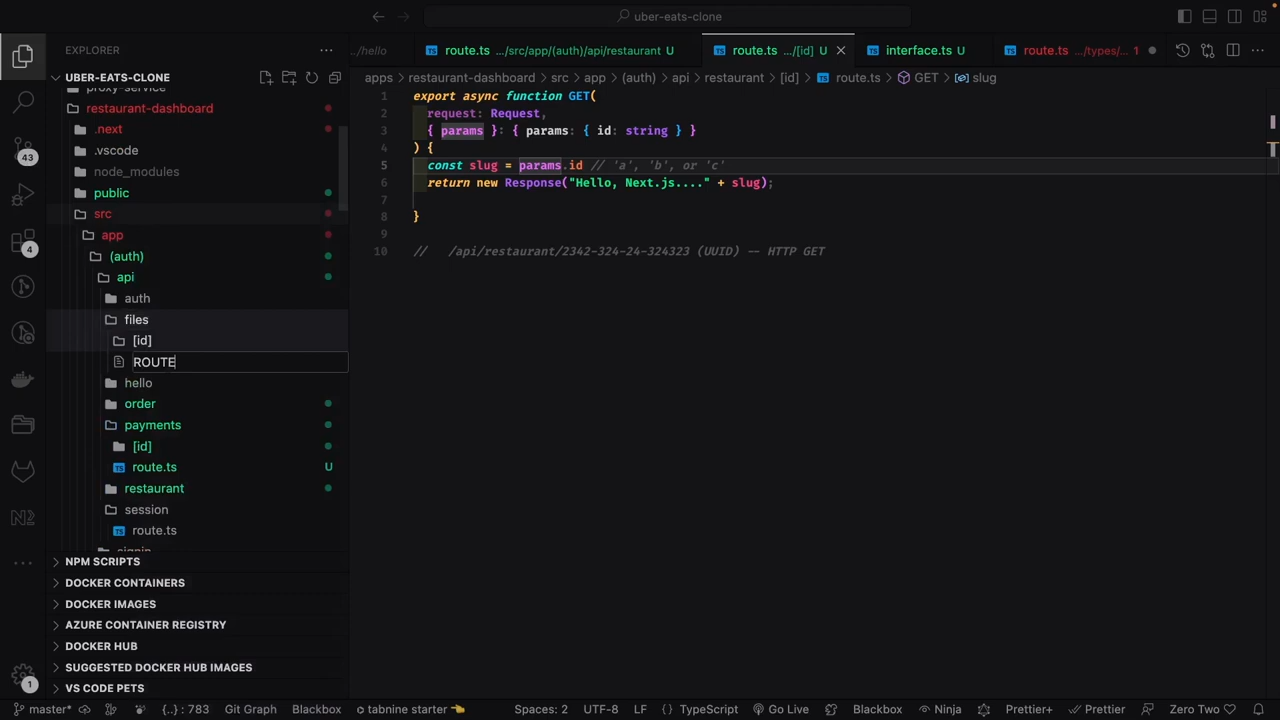 uber-eats-clone
EXPLORER
.../hello
route.ts .../src/app/(auth)/api/restaurant U
route.ts .../[id] U
interface.ts U
route.ts .../types/... 1
UBER-EATS-CLONE
apps > restaurant-dashboard > src > app > (auth) > api > restaurant > [id] > route.ts > GET > slug
proxy-service
restaurant-dashboard
.next
.vscode
node_modules
public
src
app
(auth)
api
auth
files
[id]
ROUTE
hello
order
payments
[id]
route.ts U
restaurant
session
route.ts
signin
1 export async function GET(
2 request: Request,
3 { params }: { params: { id: string } }
4 ) {
5 const slug = params.id // 'a', 'b', or 'c'
6 return new Response("Hello, Next.js...." + slug);
7
8 }
9
10 // /api/restaurant/2342-324-24-324323 (UUID) -- HTTP GET
43
4
1
NPM SCRIPTS
DOCKER CONTAINERS
DOCKER IMAGES
AZURE CONTAINER REGISTRY
DOCKER HUB
SUGGESTED DOCKER HUB IMAGES
VS CODE PETS
master* {..} : 783 Git Graph Blackbox tabnine starter Spaces: 2 UTF-8 LF { } TypeScript Go Live Blackbox Ninja Prettier+ Prettier Zero Two